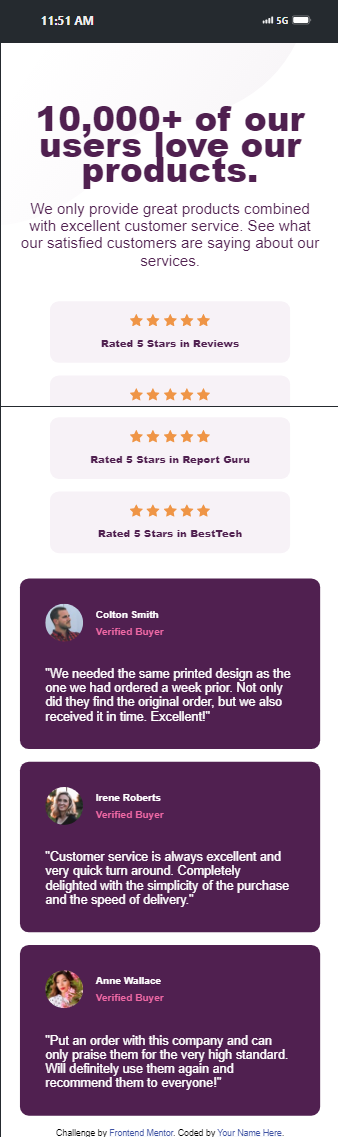 11:51 AM
5G
10,000+ of our
users love our
products.
We only provide great products combined
with excellent customer service. See what
our satisfied customers are saying about our
services.
Rated 5 Stars in Reviews
Rated 5 Stars in Report Guru
Rated 5 Stars in BestTech
Colton Smith
Verified Buyer
"We needed the same printed design as the
one we had ordered a week prior. Not only
did they find the original order, but we also
received it in time. Excellent!"
Irene Roberts
Verified Buyer
"Customer service is always excellent and
very quick turn around. Completely
delighted with the simplicity of the purchase
and the speed of delivery."
Anne Wallace
Verified Buyer
"Put an order with this company and can
only praise them for the very high standard.
Will definitely use them again and
recommend them to everyone!"
Challenge by Frontend Mentor. Coded by Your Name Here.